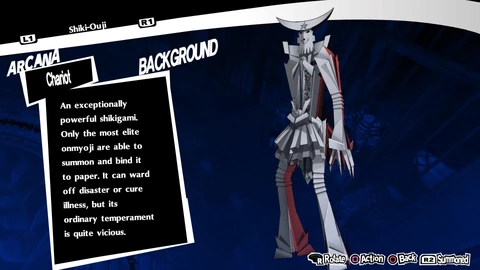 L1 Shiki-Ouji R1
ARCANA
Chariot
BACKGROUND
An exceptionally
powerful shikigami.
Only the most elite
onmyoji are able to
summon and bind it
to paper. It can ward
off disaster or cure
illness, but its
ordinary temperament
is quite vicious.
R Rotate Action Back R2 Summoned